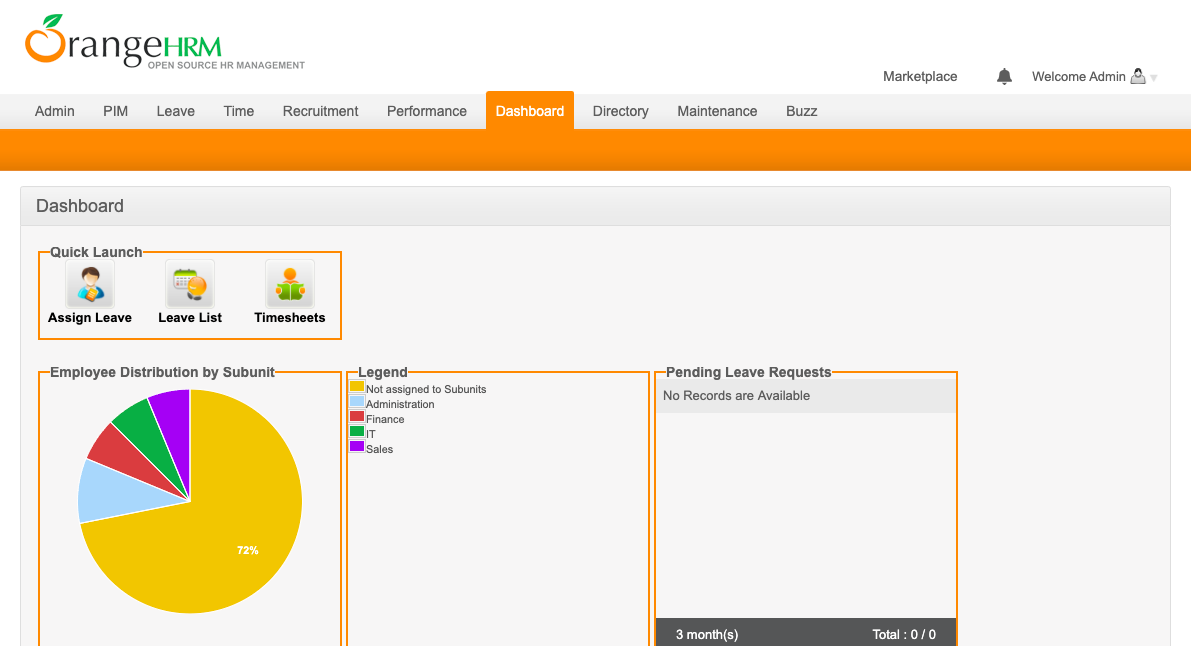 OrangeHRM
OPEN SOURCE HR MANAGEMENT
Marketplace Welcome Admin
Admin PIM Leave Time Recruitment Performance Dashboard Directory Maintenance Buzz
Dashboard
Quick Launch
Assign Leave Leave List Timesheets
Employee Distribution by Subunit
72%
Legend
Not assigned to Subunits
Administration
Finance
IT
Sales
Pending Leave Requests
No Records are Available
3 month(s) Total : 0 / 0